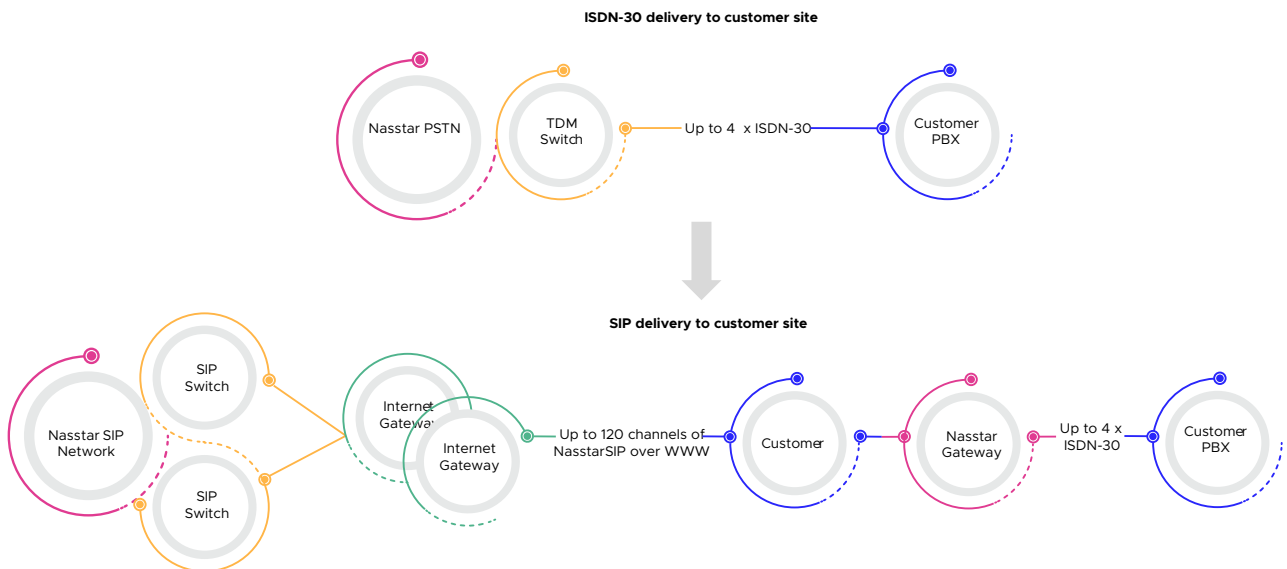 ISDN-30 delivery to customer site
Nasstar PSTN
TDM
Switch
Up to 4 x ISDN-30
Customer
PBX
SIP delivery to customer site
Nasstar SIP
Network
SIP
Switch
SIP
Switch
Internet
Gateway
Internet
Gateway
Up to 120 channels of
NasstarSIP over WWW
Customer
Nasstar
Gateway
Up to 4 x
ISDN-30
Customer
PBX